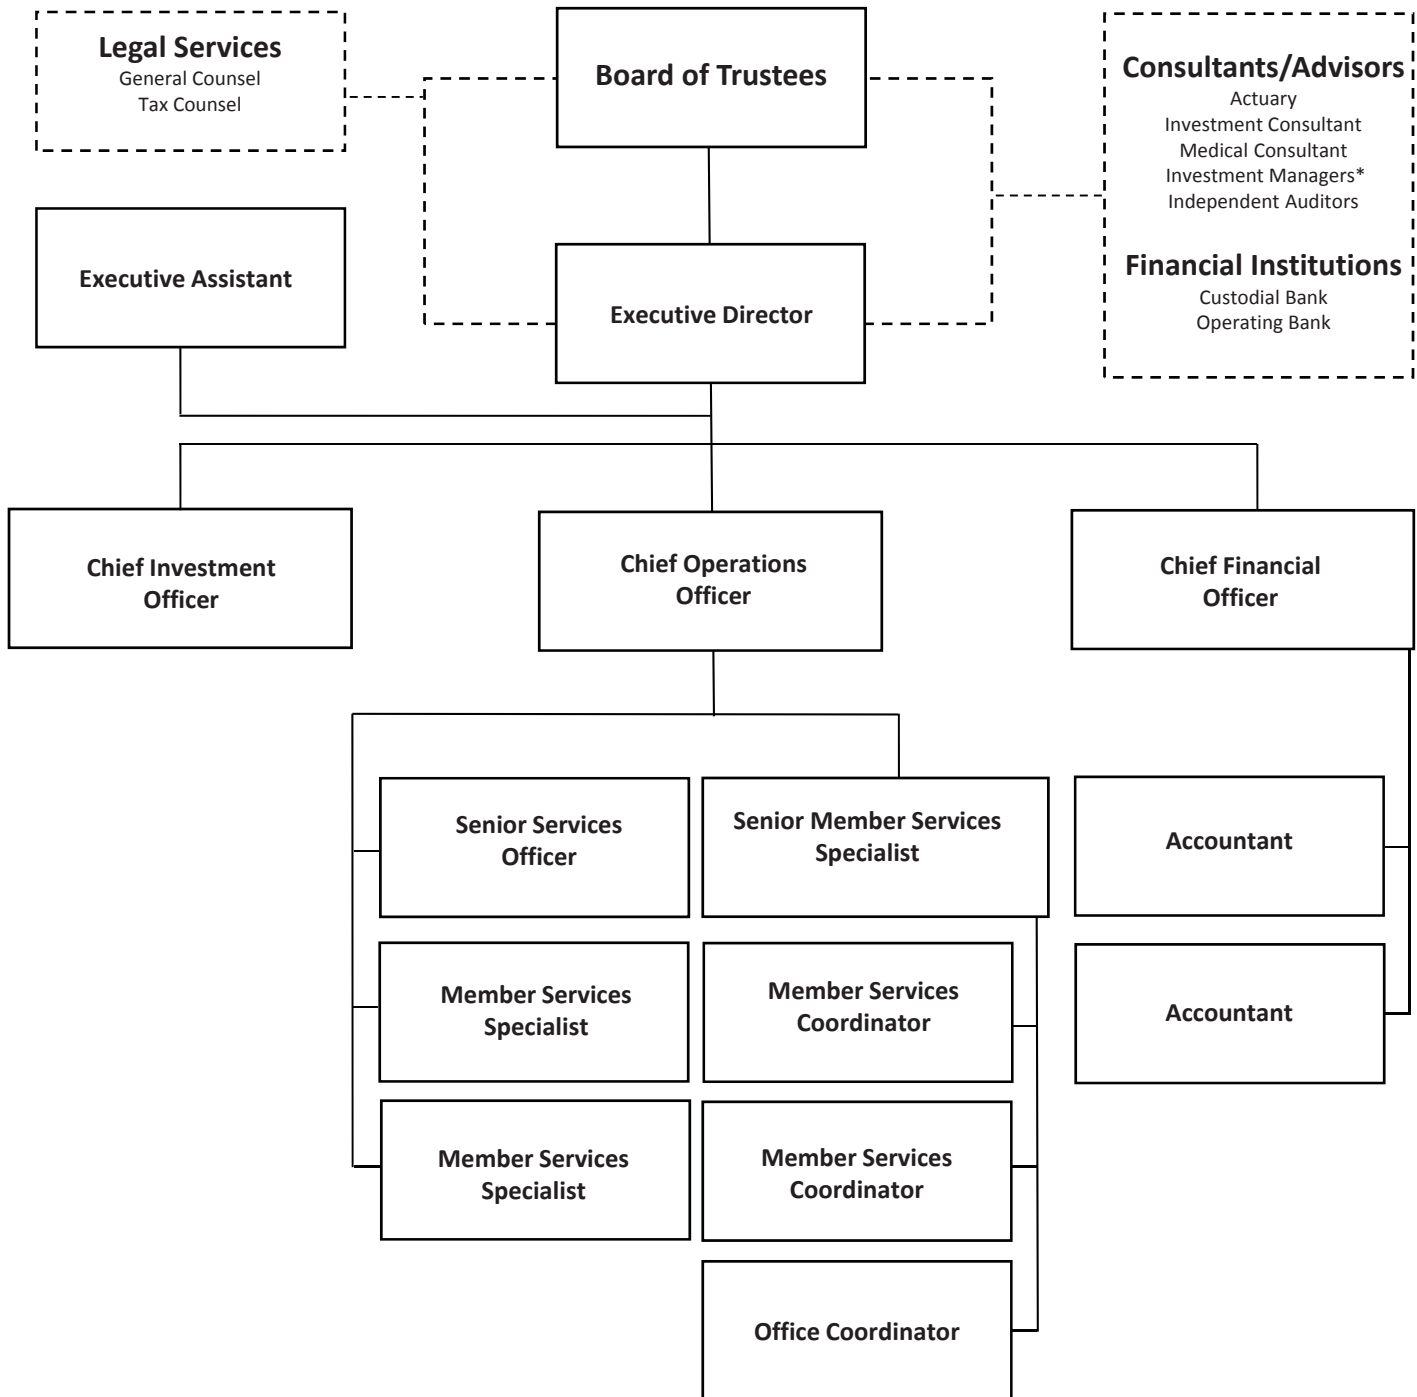 Legal Services
General Counsel
Tax Counsel
Board of Trustees
Consultants/Advisors
Actuary
Investment Consultant
Medical Consultant
Investment Managers*
Independent Auditors
Financial Institutions
Custodial Bank
Operating Bank
Executive Assistant
Executive Director
Chief Investment
Officer
Chief Operations
Officer
Chief Financial
Officer
Senior Services
Officer
Senior Member Services
Specialist
Accountant
Member Services
Specialist
Member Services
Coordinator
Accountant
Member Services
Specialist
Member Services
Coordinator
Office Coordinator